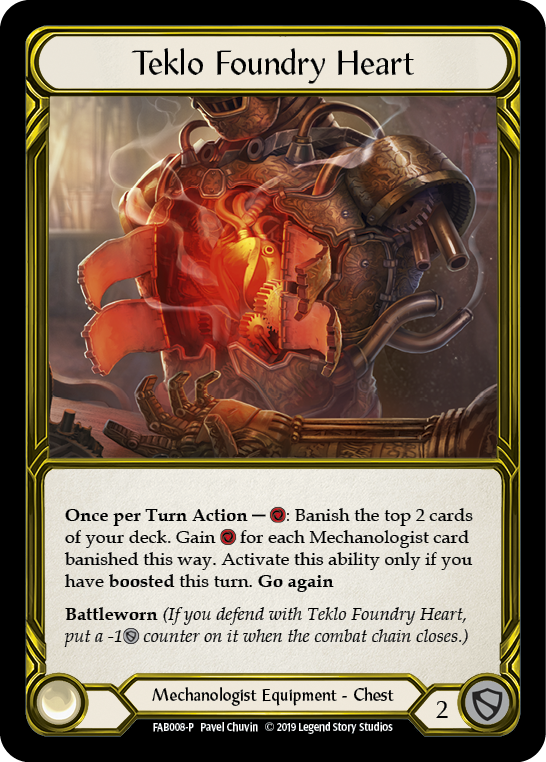 Teklo Foundry Heart
Once per Turn Action — : Banish the top 2 cards
of your deck. Gain for each Mechanologist card
banished this way. Activate this ability only if you
have boosted this turn. Go again
Battleworn (If you defend with Teklo Foundry Heart,
put a -1 counter on it when the combat chain closes.)
Mechanologist Equipment - Chest
2
FAB008-P Pavel Chuvin © 2019 Legend Story Studios